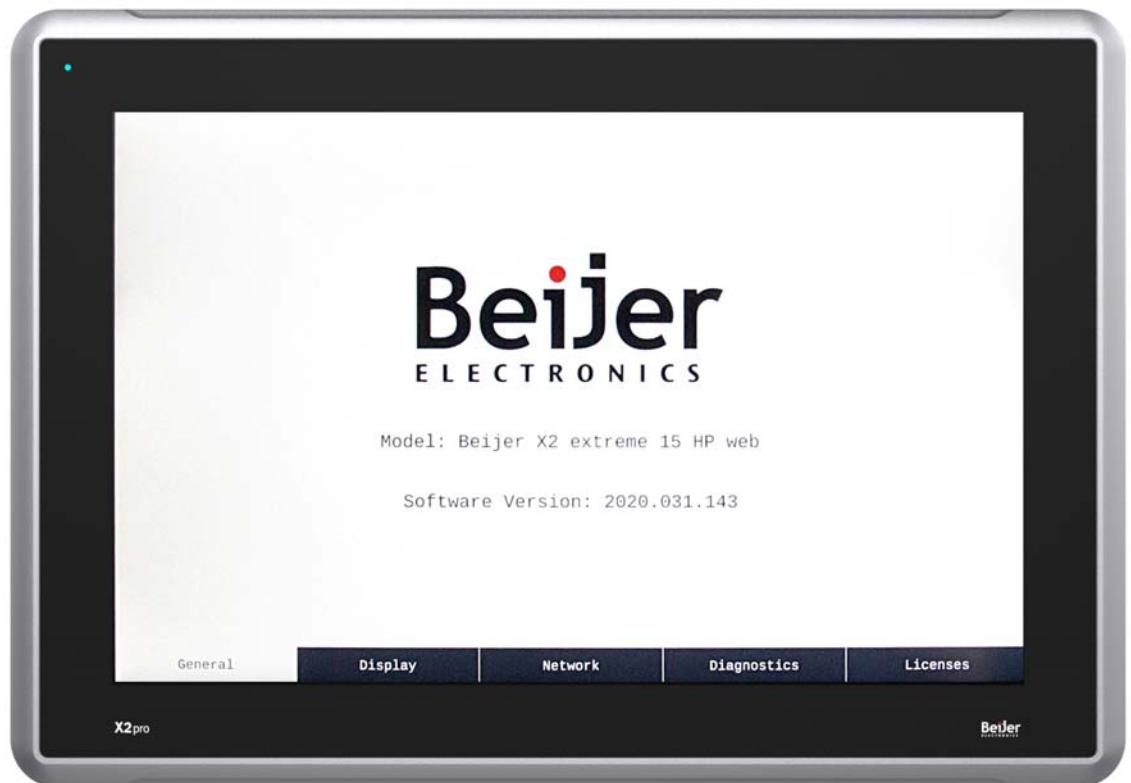 Beijer
ELECTRONICS
Model: Beijer X2 extreme 15 HP web
Software Version: 2020.031.143
General Display Network Diagnostics Licenses
X2pro
Beijer
ELECTRONICS